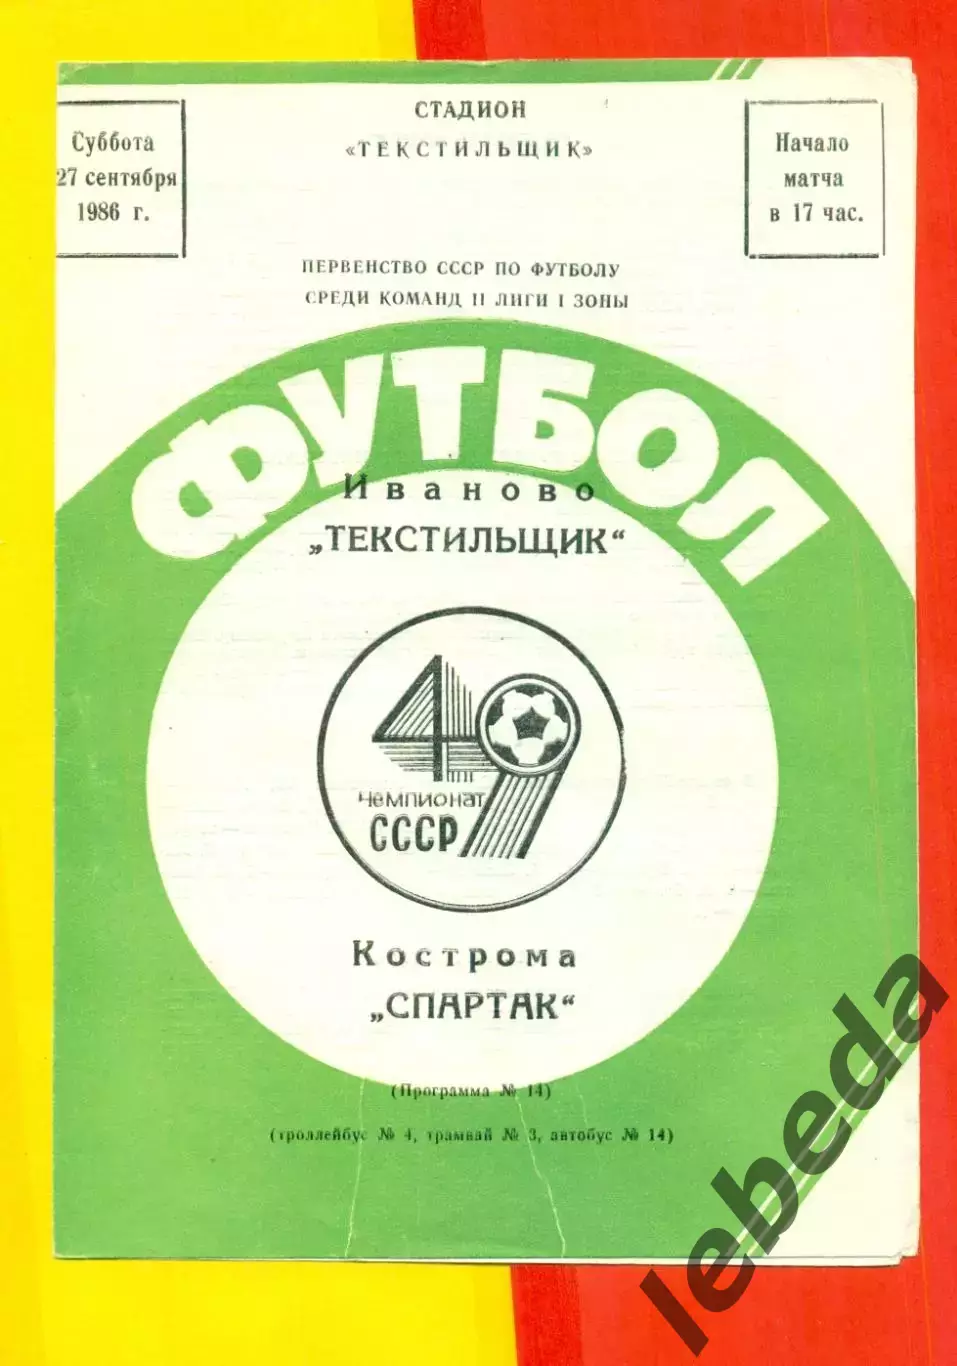 СТАДИОН
«ТЕКСТИЛЬЩИК»
Суббота
27 сентября
1986 г.
Начало
матча
в 17 час.
ПЕРВЕНСТВО СССР ПО ФУТБОЛУ
СРЕДИ КОМАНД II ЛИГИ I ЗОНЫ
ФУТБОЛ
Иваново
„ТЕКСТИЛЬЩИК“
49
Чемпионат
СССР
Кострома
„СПАРТАК“
(Программа № 14)
(троллейбус № 4, трамвай № 3, автобус № 14)
lebeda